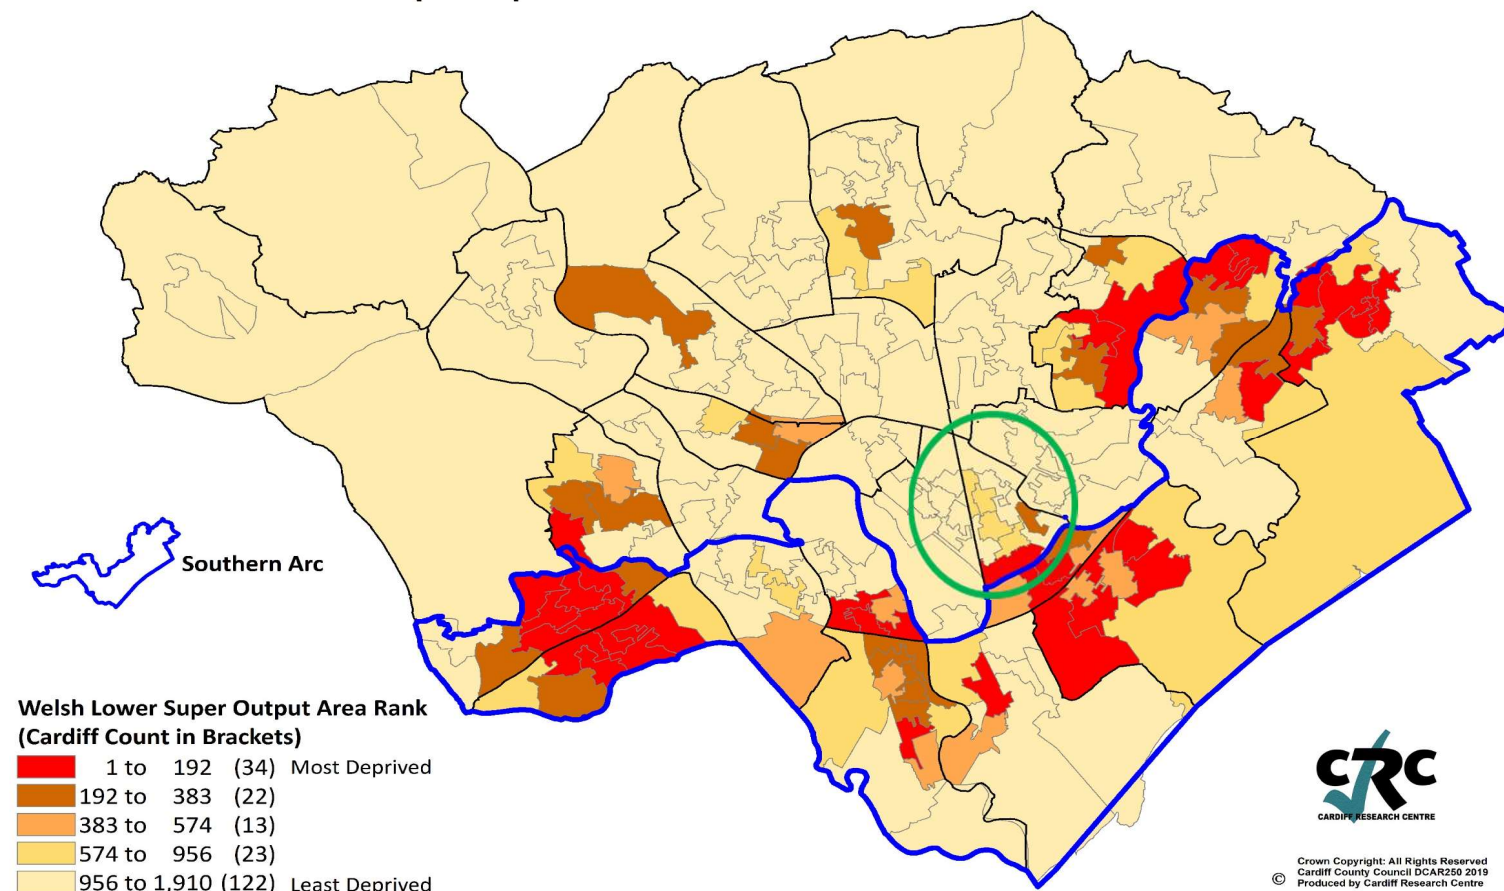 Southern Arc
Welsh Lower Super Output Area Rank
(Cardiff Count in Brackets)
1 to 192 (34) Most Deprived
192 to 383 (22)
383 to 574 (13)
574 to 956 (23)
956 to 1,910 (122) Least Deprived
CRC
CARDIFF RESEARCH CENTRE
Crown Copyright: All Rights Reserved
Cardiff County Council DCAR250 2019
© Produced by Cardiff Research Centre